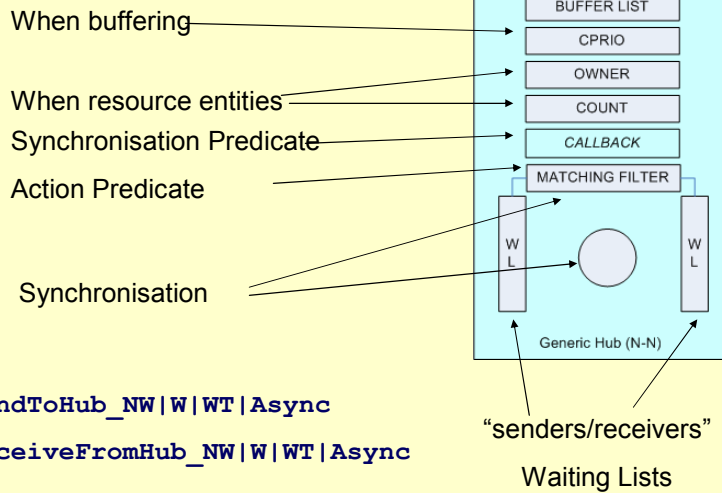 BUFFER LIST
When buffering
CPRIO
OWNER
When resource entities
COUNT
Synchronisation Predicate
CALLBACK
Action Predicate
MATCHING FILTER
W
L
W
L
Synchronisation
Generic Hub (N-N)
ndToHub_NW|W|WT|Async
ceiveFromHub_NW|W|WT|Async
“senders/receivers”
Waiting Lists